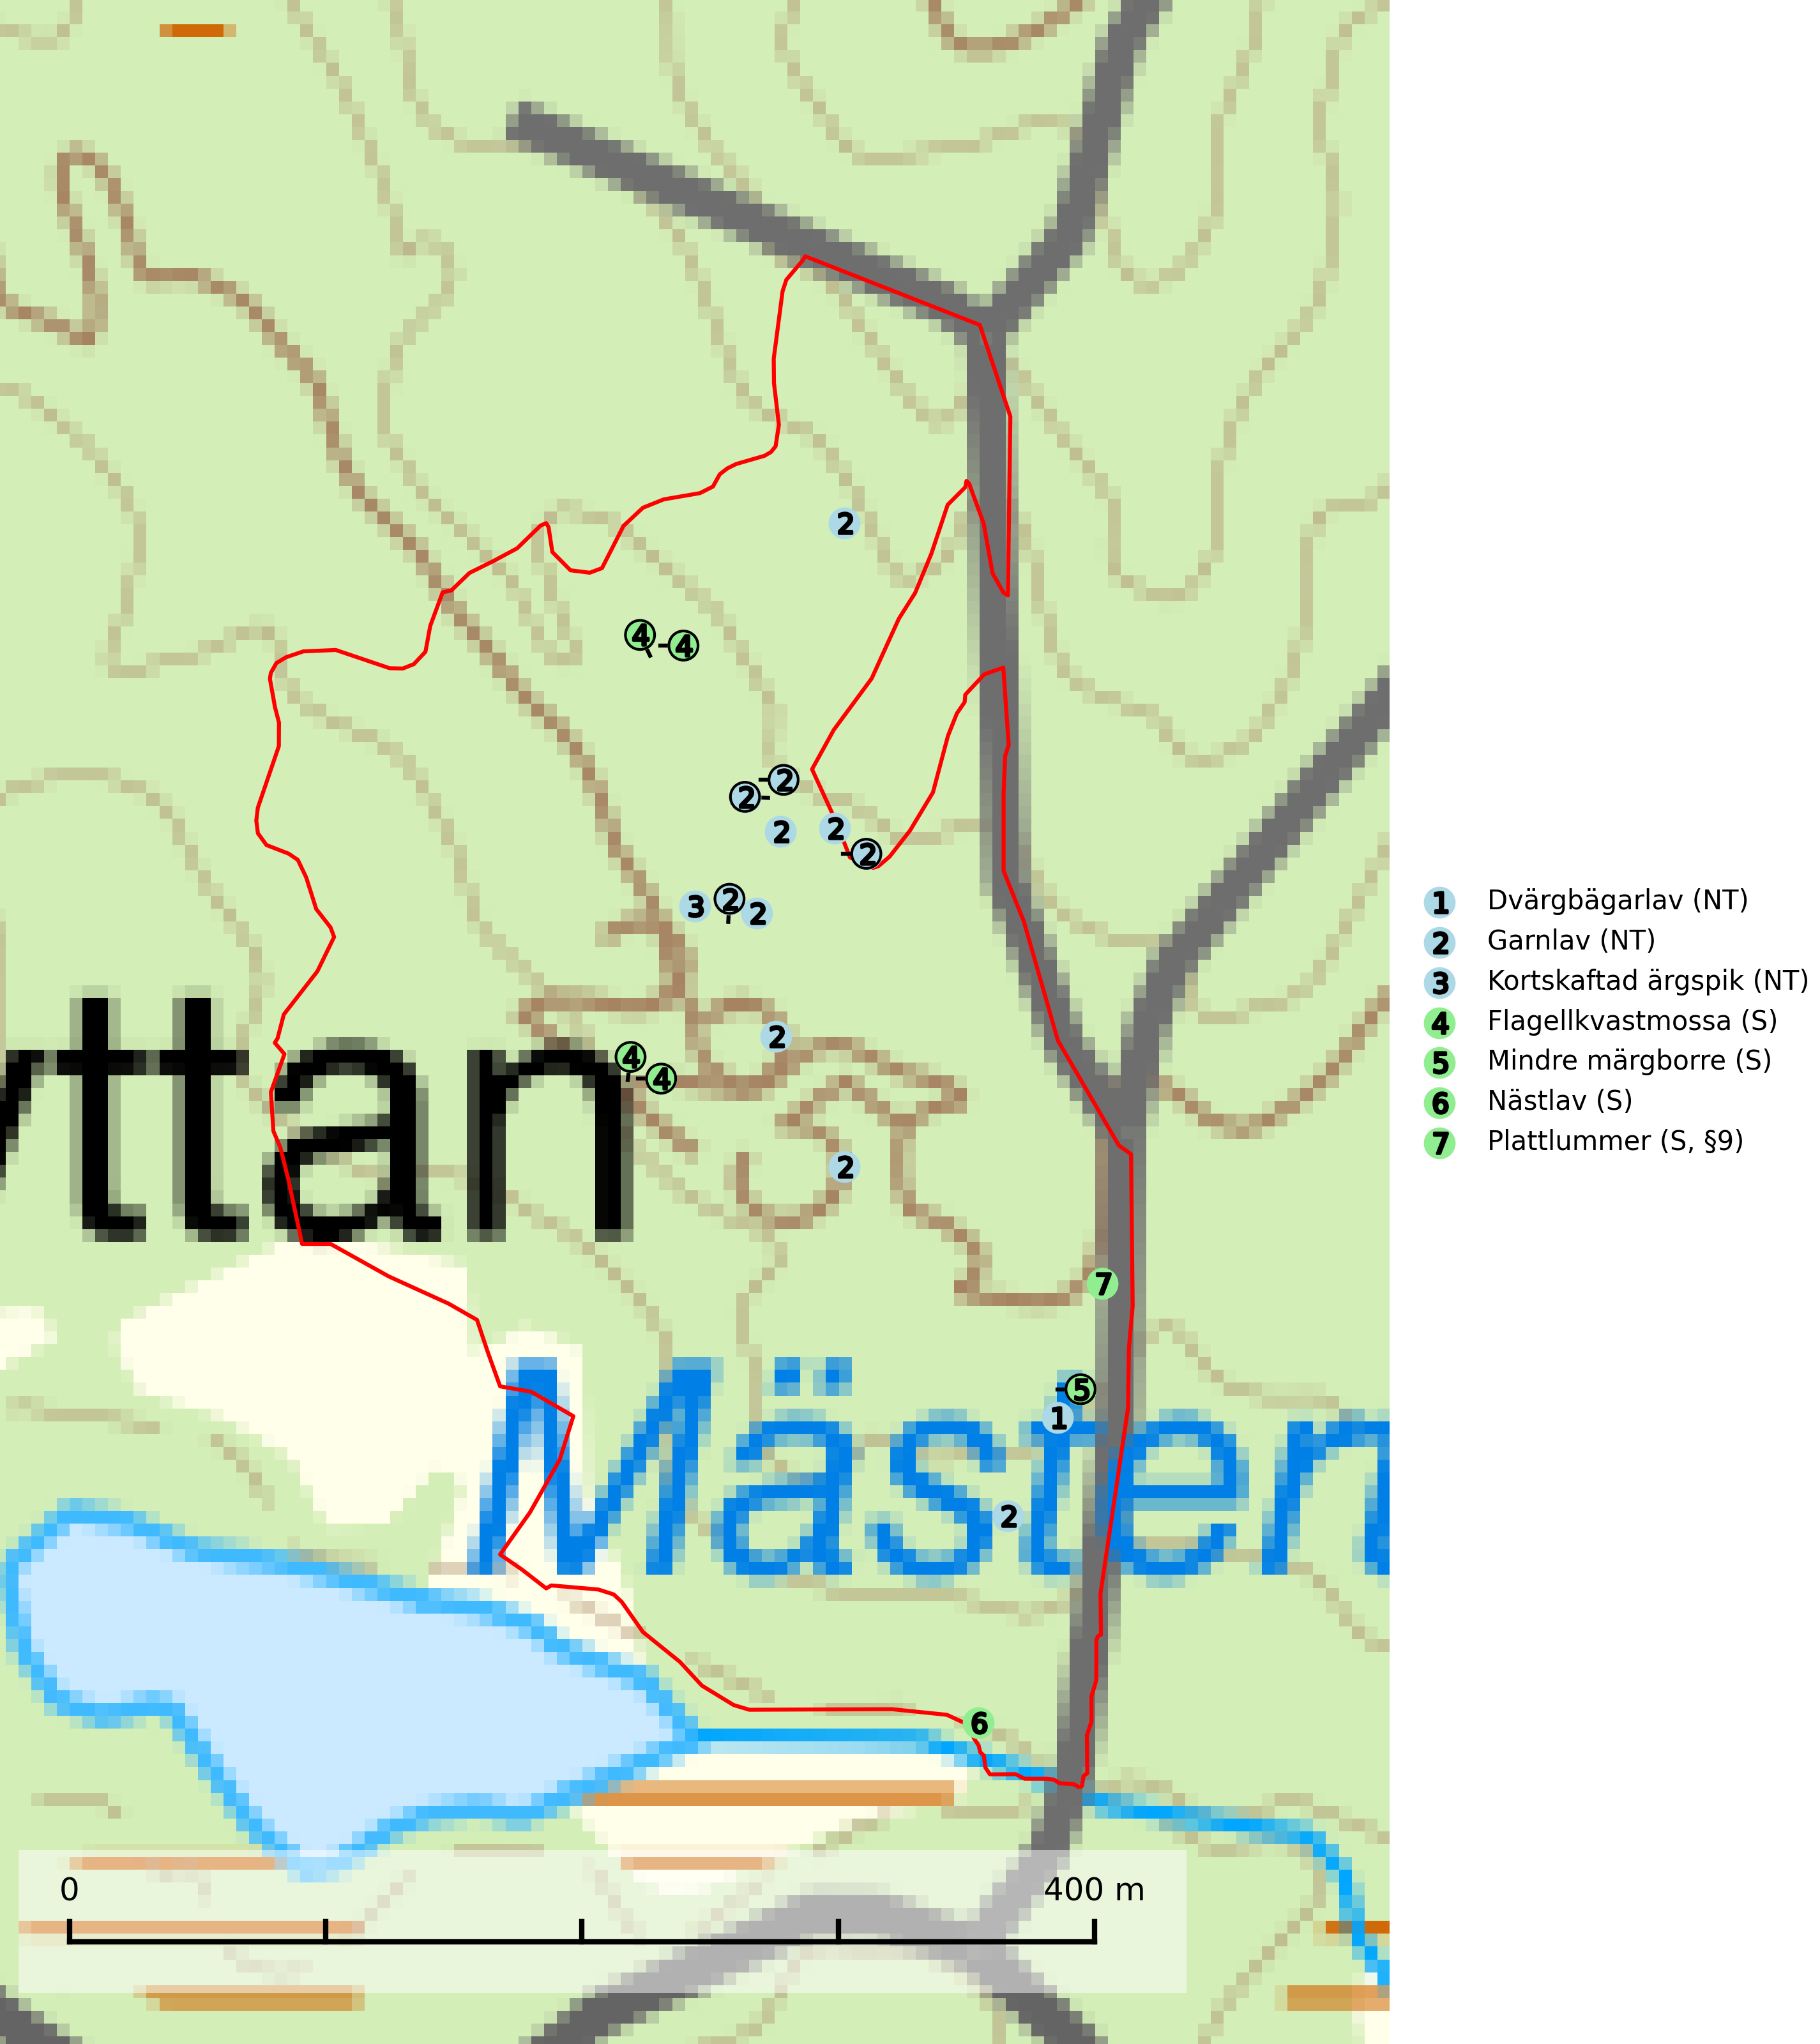 2
4 4
2
2
2
2
2
3
2
2
1 Dvärgbägarlav (NT)
2 Garnlav (NT)
3 Kortskaftad ärgspik (NT)
4 Flagellkvastmossa (S)
5 Mindre märgborre (S)
6 Nästlav (S)
7 Plattlummer (S, §9)
2
4
4
ttan
2
7
5
1
Mäster
2
6
0 400 m